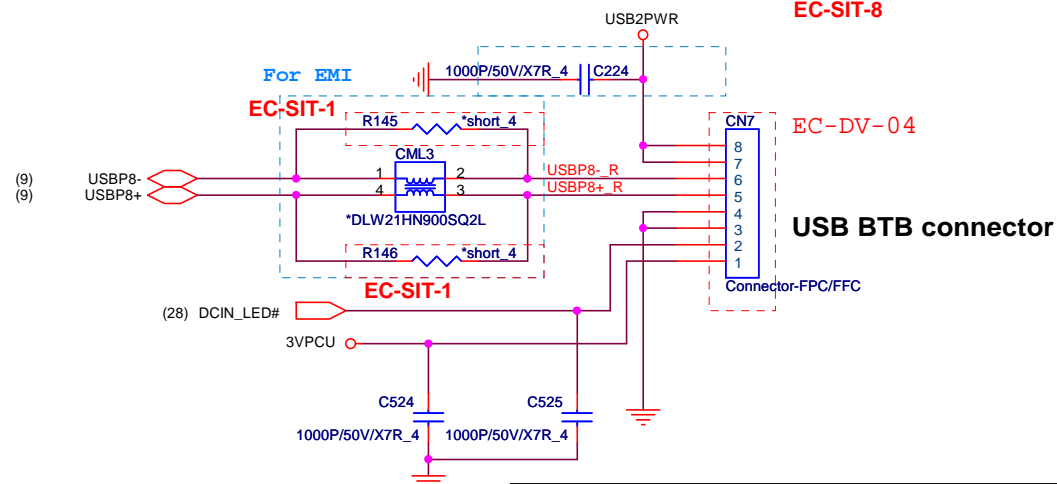 EC-SIT-8
USB2PWR
For EMI
1000P/50V/X7R_4
C224
EC-SIT-1
R145
*short_4
CN7
EC-DV-04
CML3
8
7
(9)
USBP8-
1
2
USBP8-_R
6
(9)
USBP8+
4
3
USBP8+_R
5
4
3
2
1
*DLW21HN900SQ2L
USB BTB connector
R146
*short_4
EC-SIT-1
Connector-FPC/FFC
(28)
DCIN_LED#
3VPCU
C524
C525
1000P/50V/X7R_4
1000P/50V/X7R_4